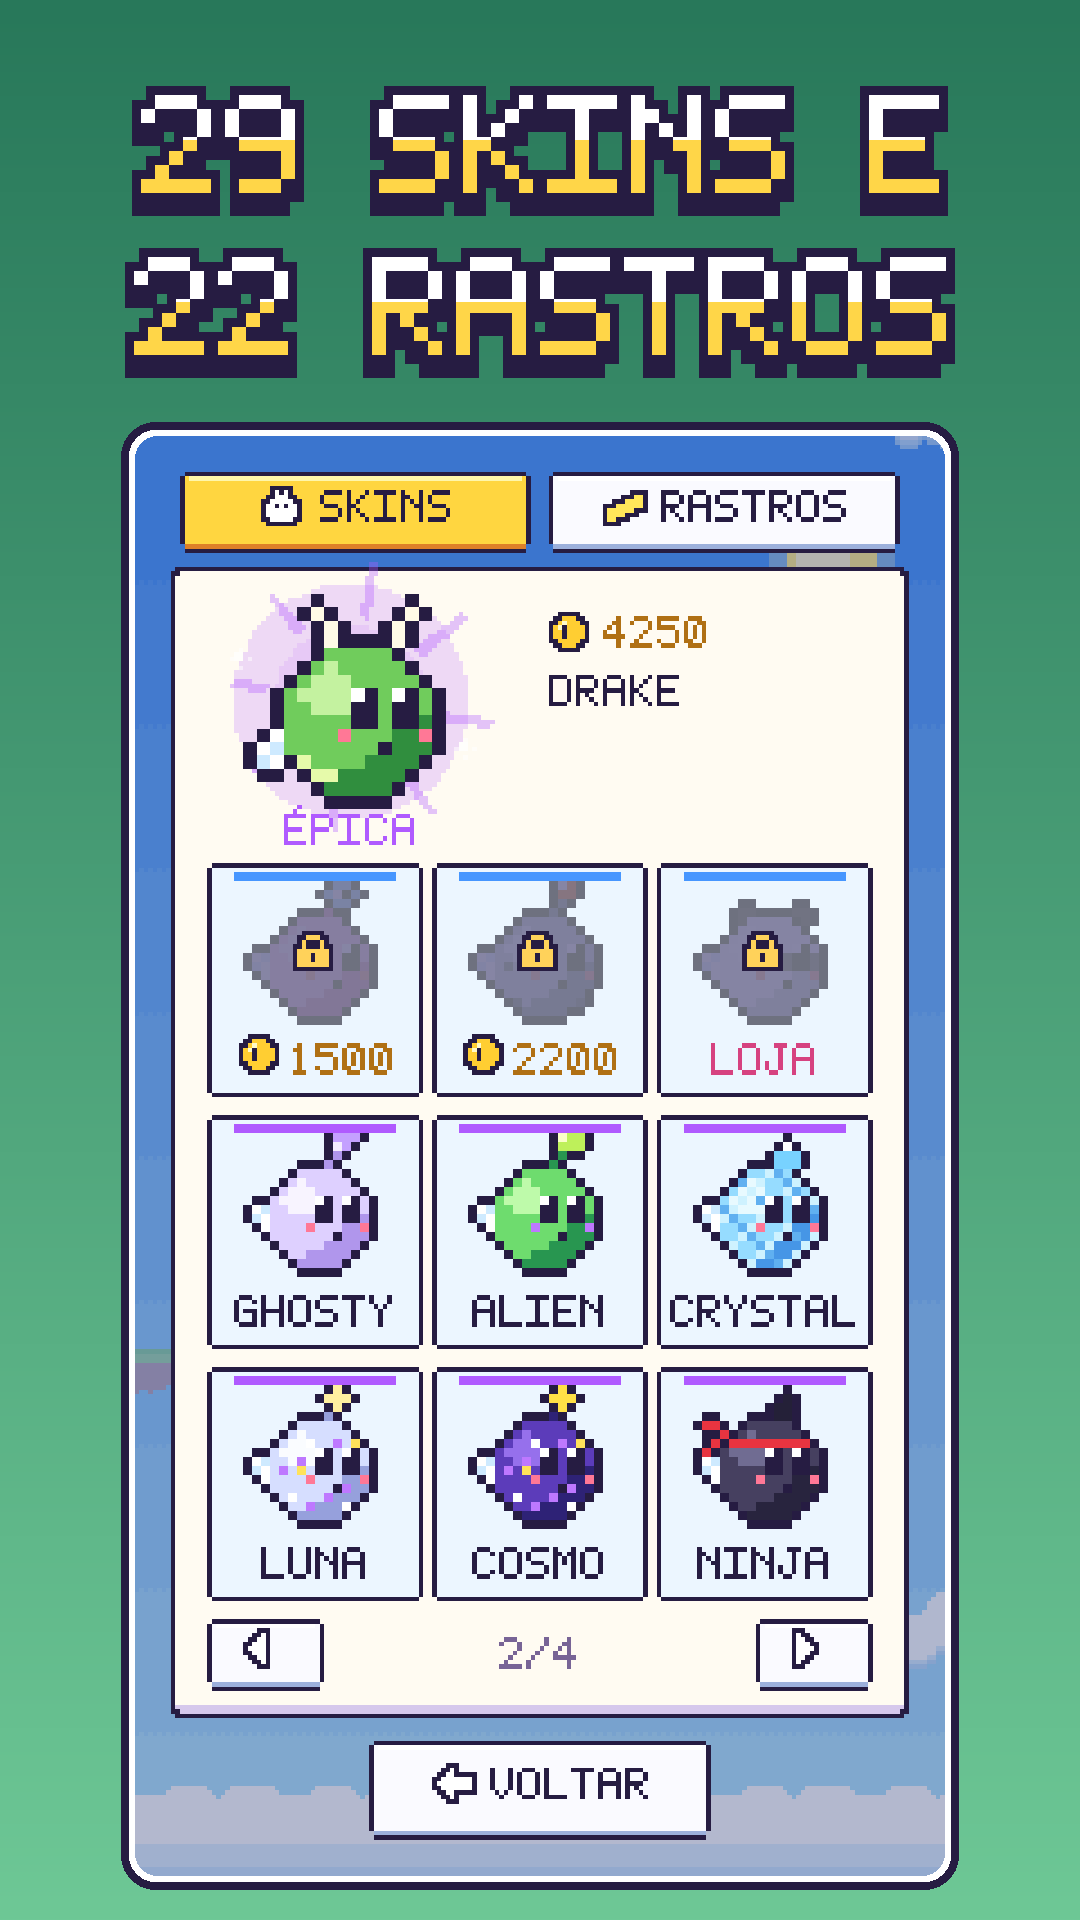 29 SKINS E
22 RASTROS
SKINS
RASTROS
4250
DRAKE
ÉPICA
1500
2200
LOJA
GHOSTY
ALIEN
CRYSTAL
LUNA
COSMO
NINJA
2/4
VOLTAR